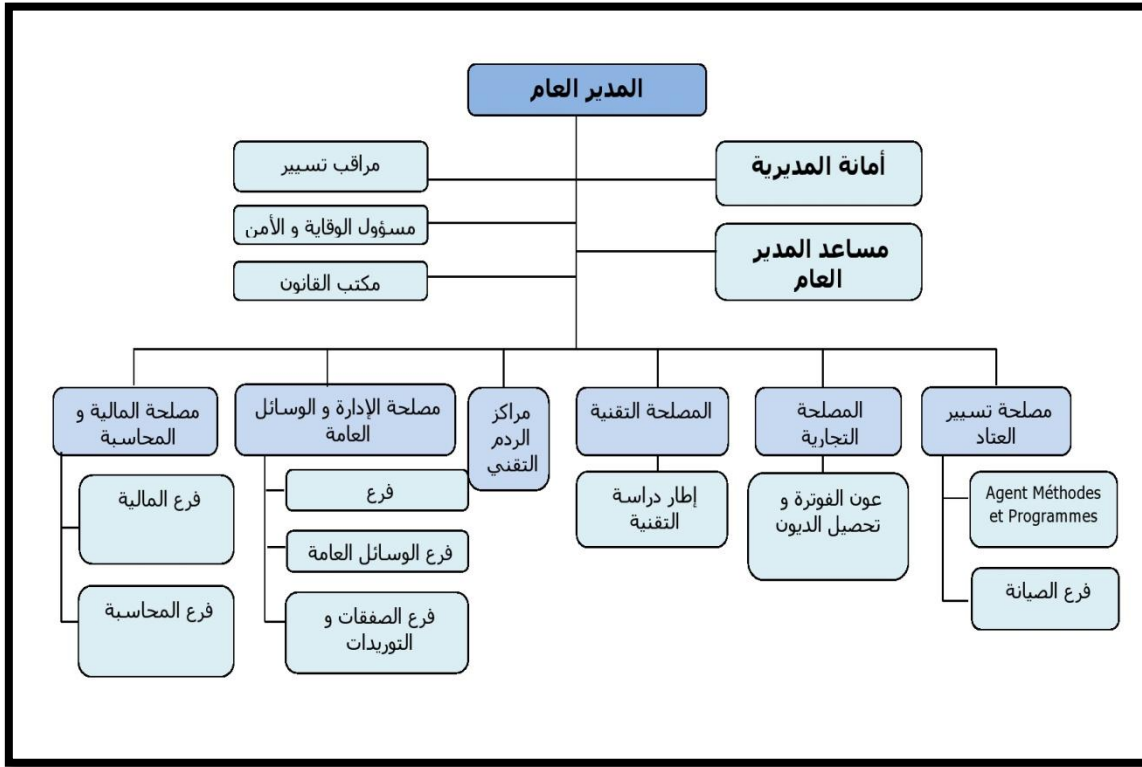 المدير العام
أمانة المديرية
مراقب تسيير
مساعد المدير
العام
مسؤول الوقاية و الأمن
مكتب القانون
مصلحة تسيير
العتاد
المصلحة
التجارية
المصلحة التقنية
مراكز
الردم
التقني
مصلحة الإدارة و الوسائل
العامة
مصلحة المالية و
المحاسبة
Agent Méthodes
et Programmes
فرع الصيانة
عون الفوترة و
تحصيل الديون
إطار دراسة
التقنية
فرع
فرع الوسائل العامة
فرع الصفقات و
التوريدات
فرع المالية
فرع المحاسبة